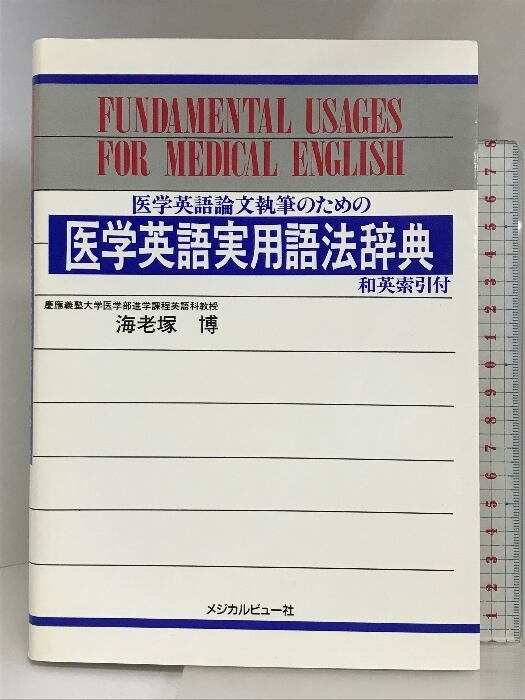 FUNDAMENTAL USAGES
FOR MEDICAL ENGLISH
医学英語論文執筆のための
医学英語実用語法辞典
和英索引付
慶應義塾大学医学部進学課程英語科教授
海老塚 博
メジカルビュー社